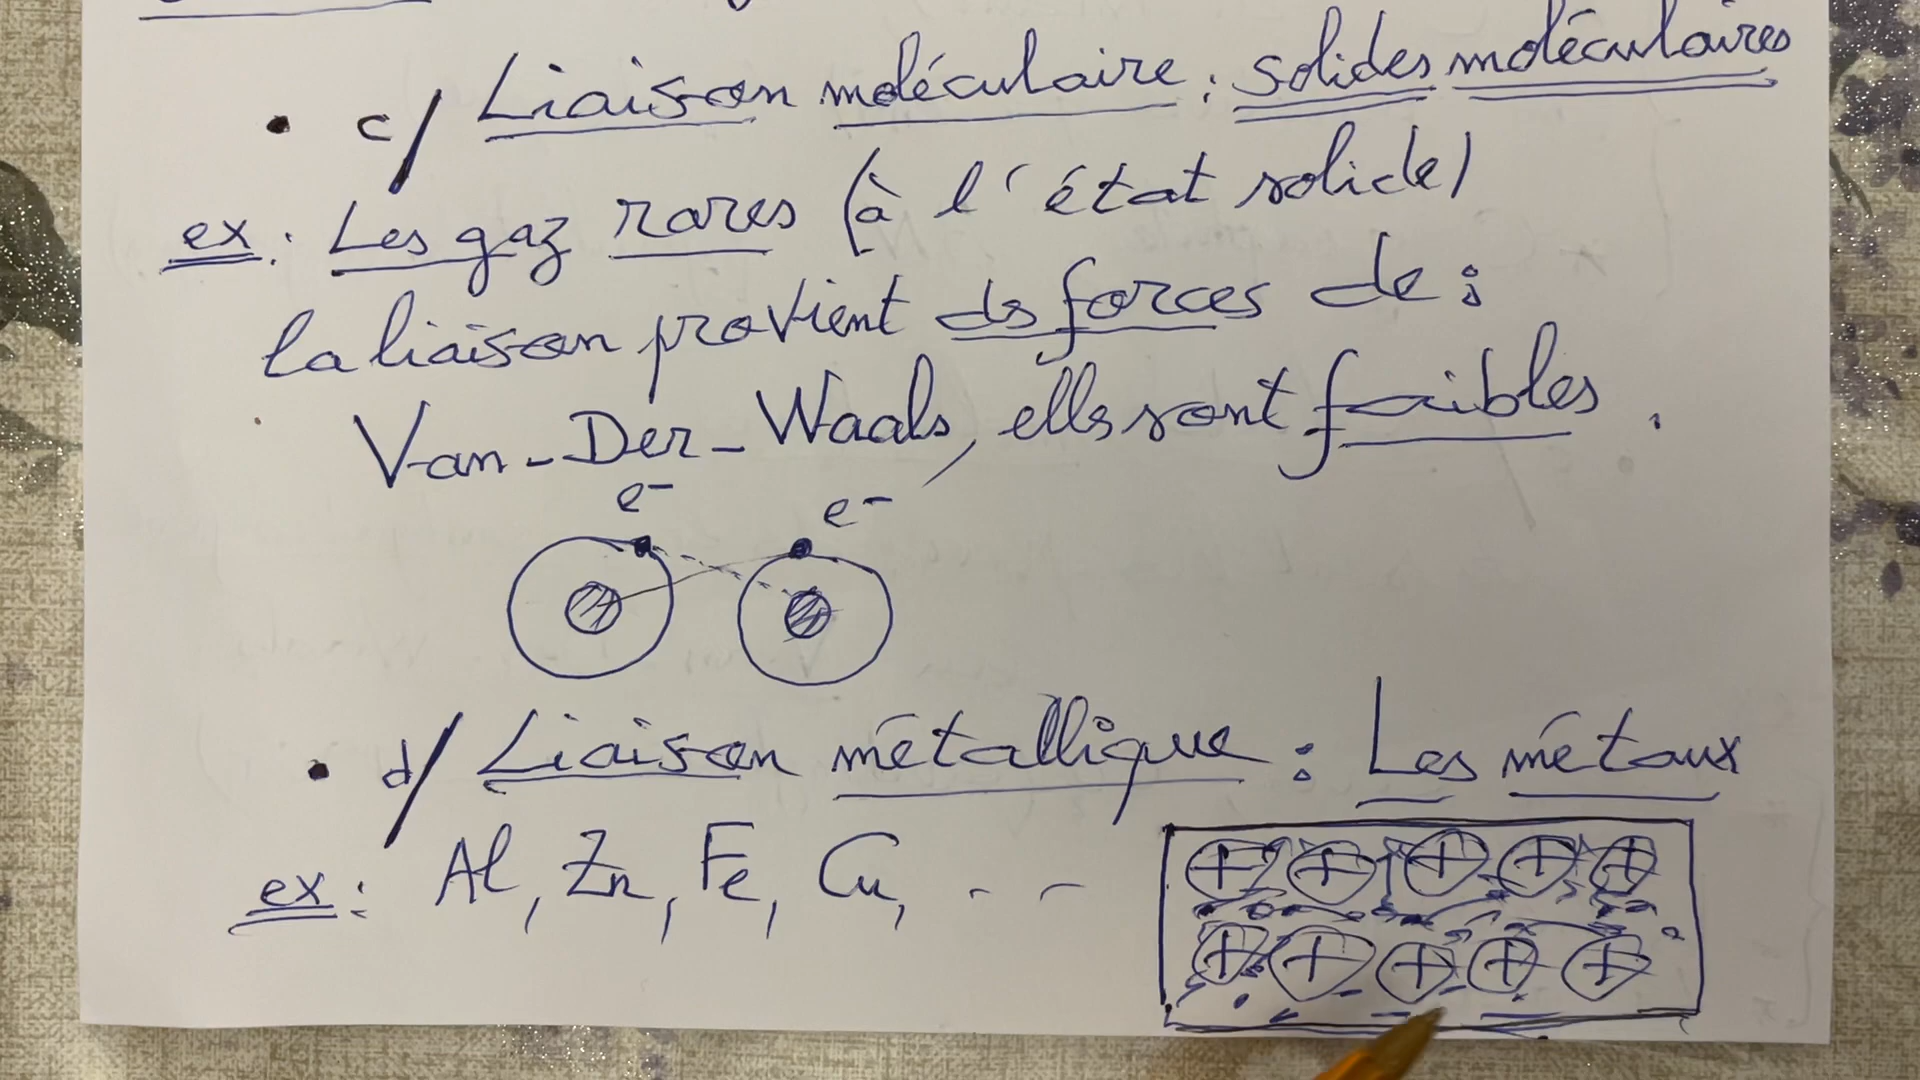 • c/ Liaison moléculaire : solides moléculaires
ex : Les gaz rares (à l'état solide)
la liaison provient des forces de :
Van-Der-Waals, elles sont faibles.
e- e-
• d/ Liaison métallique : Les métaux
ex : Al, Zn, Fe, Cu, - -
+ + + + +
+ + + + +